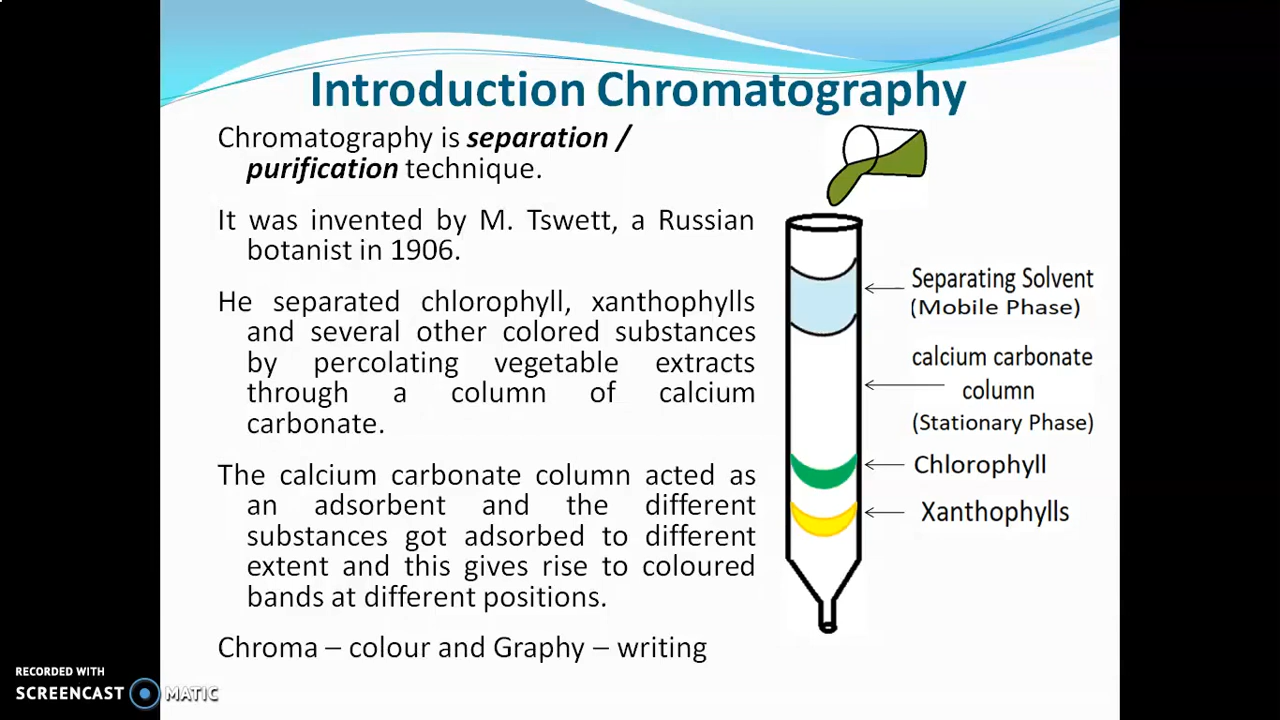 Introduction Chromatography
Chromatography is separation /
purification technique.
It was invented by M. Tswett, a Russian
botanist in 1906.
He separated chlorophyll, xanthophylls
and several other colored substances
by percolating vegetable extracts
through a column of calcium
carbonate.
The calcium carbonate column acted as
an adsorbent and the different
substances got adsorbed to different
extent and this gives rise to coloured
bands at different positions.
Chroma – colour and Graphy – writing
Separating Solvent
(Mobile Phase)
calcium carbonate
column
(Stationary Phase)
Chlorophyll
Xanthophylls
RECORDED WITH
SCREENCAST MATIC